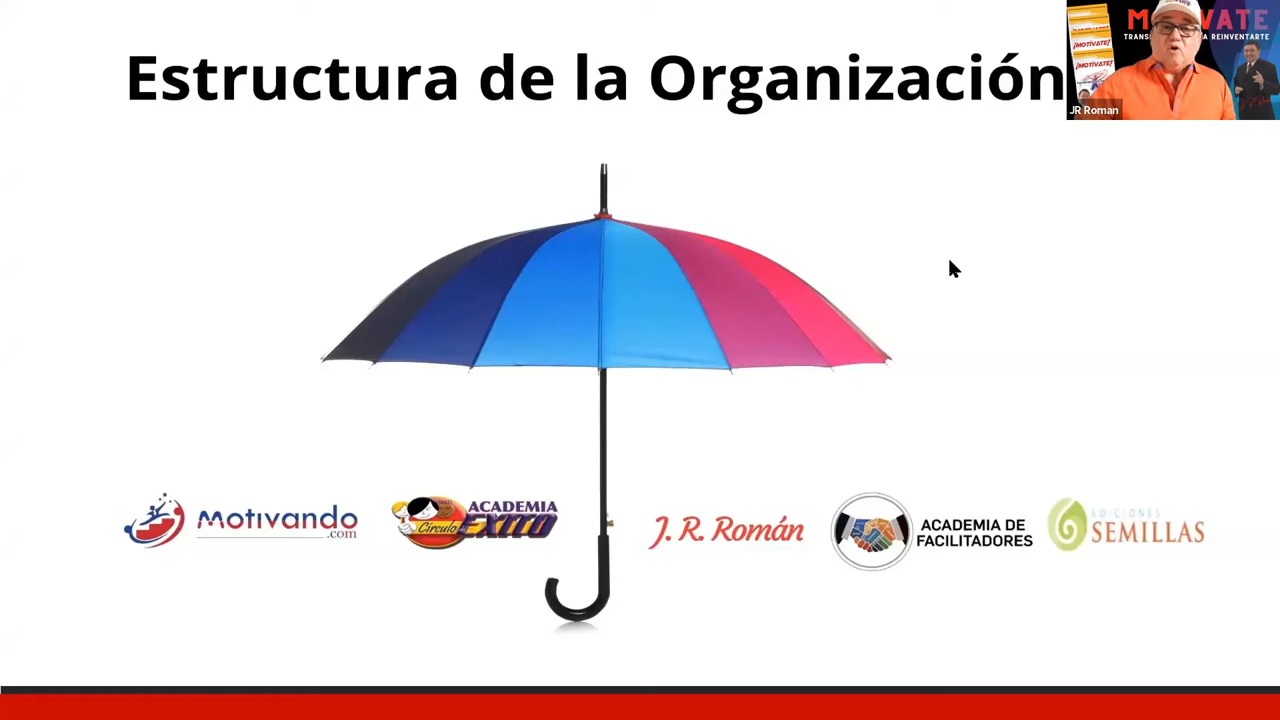 Estructura de la Organización
¡MOTÍVATE!
¡MOTÍVATE!
JR Roman
Motivando
.com
Círculo
ACADEMIA
ÉXITO
J. R. Román
ACADEMIA DE
FACILITADORES
EDICIONES
SEMILLAS